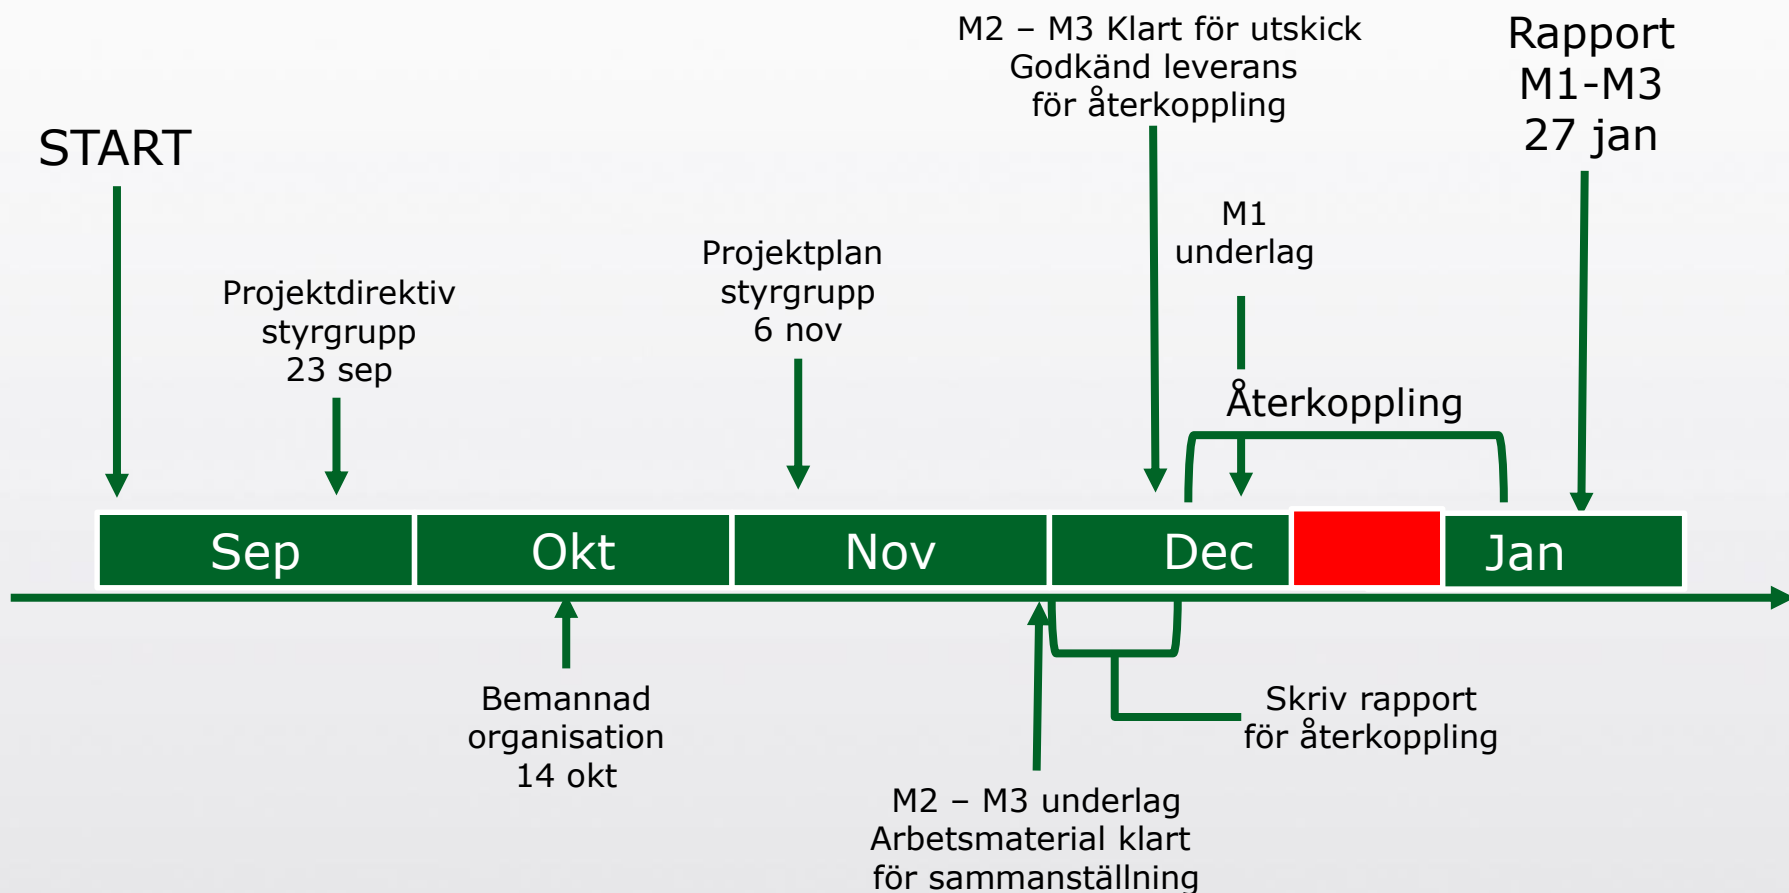 START
Projektdirektiv
styrgrupp
23 sep
Projektplan
styrgrupp
6 nov
M2 – M3 Klart för utskick
Godkänd leverans
för återkoppling
M1
underlag
Återkoppling
Rapport
M1-M3
27 jan
Sep
Okt
Nov
Dec
Jan
Bemannad
organisation
14 okt
M2 – M3 underlag
Arbetsmaterial klart
för sammanställning
Skriv rapport
för återkoppling